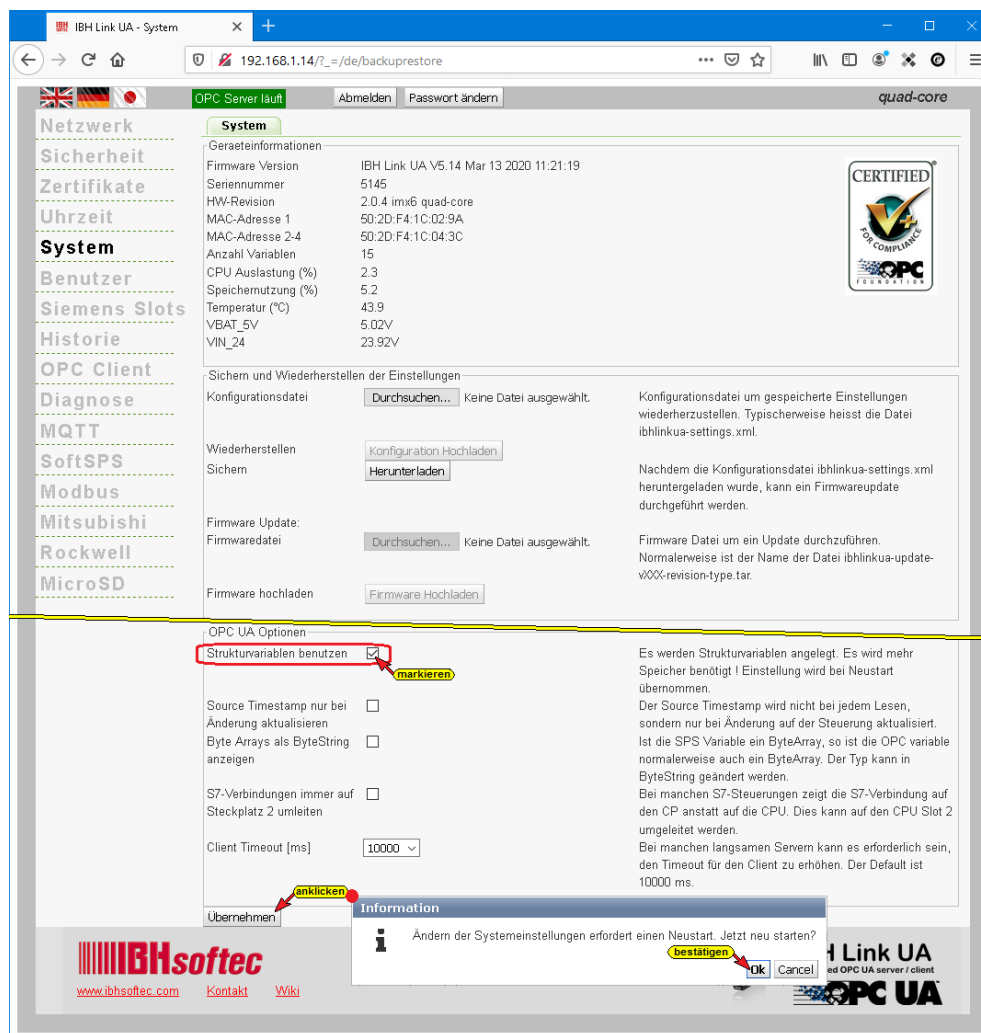 IBH Link UA - System
192.168.1.14/?_=/de/backuprestore
OPC Server läuft
Abmelden
Passwort ändern
quad-core
Netzwerk
Sicherheit
Zertifikate
Uhrzeit
System
Benutzer
Siemens Slots
Historie
OPC Client
Diagnose
MQTT
SoftSPS
Modbus
Mitsubishi
Rockwell
MicroSD
System
Geraeteinformationen
Firmware Version IBH Link UA V5.14 Mar 13 2020 11:21:19
Seriennummer 5145
HW-Revision 2.0.4 imx6 quad-core
MAC-Adresse 1 50:2D:F4:1C:02:9A
MAC-Adresse 2-4 50:2D:F4:1C:04:3C
Anzahl Variablen 15
CPU Auslastung (%) 2.3
Speichernutzung (%) 5.2
Temperatur (°C) 43.9
VBAT_5V 5.02V
VIN_24 23.92V
CERTIFIED
FOR COMPLIANCE
OPC
FOUNDATION
Sichern und Wiederherstellen der Einstellungen
Konfigurationsdatei Durchsuchen... Keine Datei ausgewählt.
Konfigurationsdatei um gespeicherte Einstellungen
wiederherzustellen. Typischerweise heisst die Datei
ibhlinkua-settings.xml.
Wiederherstellen Konfiguration Hochladen
Sichern Herunterladen
Nachdem die Konfigurationsdatei ibhlinkua-settings.xml
heruntergeladen wurde, kann ein Firmwareupdate
durchgeführt werden.
Firmware Update:
Firmwaredatei Durchsuchen... Keine Datei ausgewählt.
Firmware Datei um ein Update durchzuführen.
Normalerweise ist der Name der Datei ibhlinkua-update-
vXXX-revision-type.tar.
Firmware hochladen Firmware Hochladen
OPC UA Optionen
Strukturvariablen benutzen
markieren
Es werden Strukturvariablen angelegt. Es wird mehr
Speicher benötigt ! Einstellung wird bei Neustart
übernommen.
Source Timestamp nur bei
Änderung aktualisieren
Der Source Timestamp wird nicht bei jedem Lesen,
sondern nur bei Änderung auf der Steuerung aktualisiert.
Byte Arrays als ByteString
anzeigen
Ist die SPS Variable ein ByteArray, so ist die OPC variable
normalerweise auch ein ByteArray. Der Typ kann in
ByteString geändert werden.
S7-Verbindungen immer auf
Steckplatz 2 umleiten
Bei manchen S7-Steuerungen zeigt die S7-Verbindung auf
den CP anstatt auf die CPU. Dies kann auf den CPU Slot 2
umgeleitet werden.
Client Timeout [ms] 10000
Bei manchen langsamen Servern kann es erforderlich sein,
den Timeout für den Client zu erhöhen. Der Default ist
10000 ms.
anklicken
Übernehmen
Information
Ändern der Systemeinstellungen erfordert einen Neustart. Jetzt neu starten?
bestätigen
Ok
Cancel
IBHsoftec
www.ibhsoftec.com
Kontakt
Wiki
Link UA
ed OPC UA server / client
OPC UA